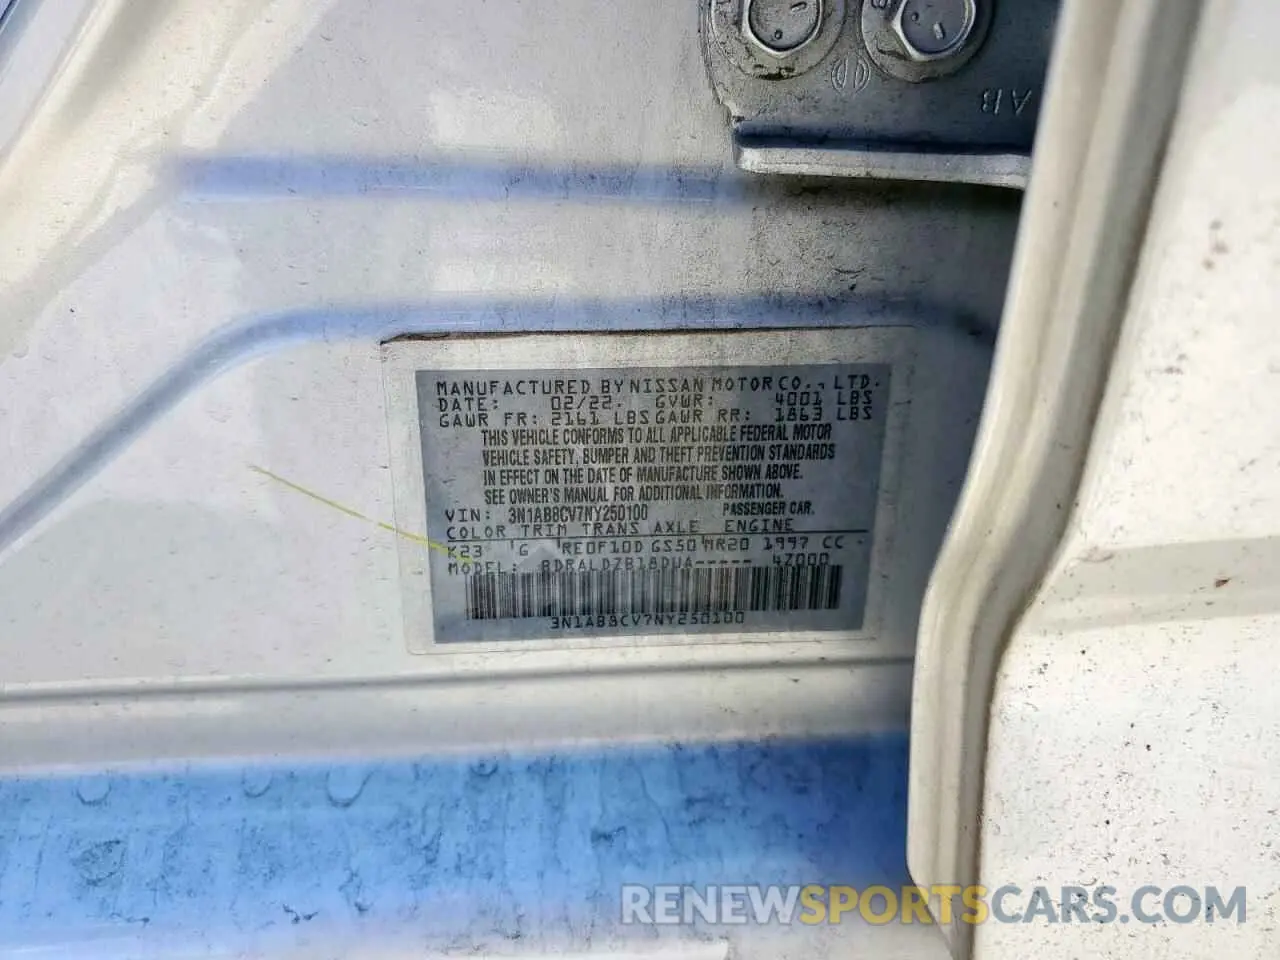 AB
MANUFACTURED BY NISSAN MOTOR CO., LTD.
DATE: 02/22. GVWR: 4001 LBS
GAWR FR: 2161 LBS GAWR RR: 1863 LBS
THIS VEHICLE CONFORMS TO ALL APPLICABLE FEDERAL MOTOR
VEHICLE SAFETY, BUMPER AND THEFT PREVENTION STANDARDS
IN EFFECT ON THE DATE OF MANUFACTURE SHOWN ABOVE.
SEE OWNER'S MANUAL FOR ADDITIONAL INFORMATION.
VIN: 3N1AB8CV7NY250100 PASSENGER CAR.
COLOR TRIM TRANS AXLE ENGINE
K23 G RE0F10D GS50 MR20 1997 CC
MODEL: 47000
3N1AB8CV7NY250100
RENEWSPORTSCARS.COM